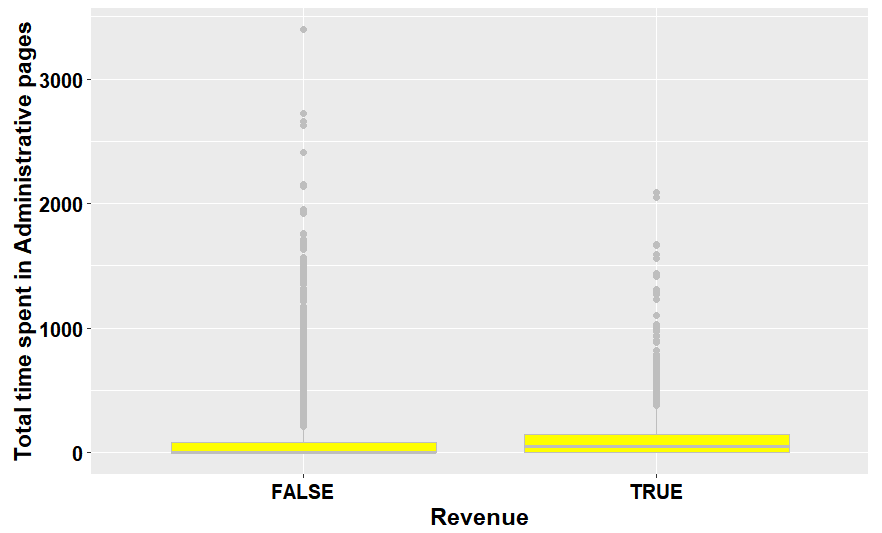 Total time spent in Administrative pages
3000
2000
1000
0
FALSE
TRUE
Revenue